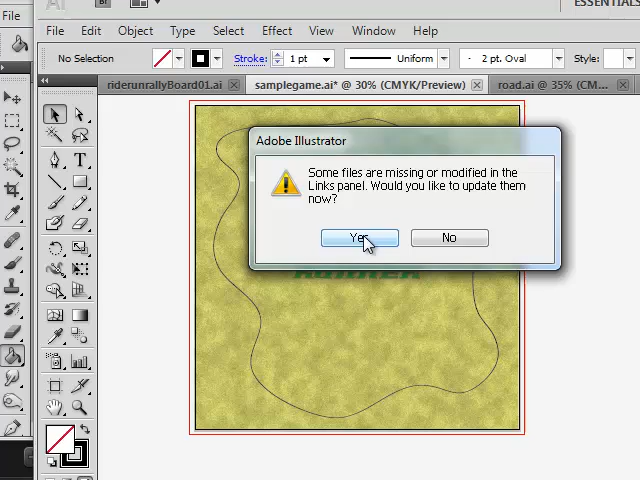 File
Ai
Br
ESSENTIALS
File Edit Object Type Select Effect View Window Help
No Selection Stroke: 1 pt Uniform 2 pt. Oval Style:
riderunrallyBoard01.ai samplegame.ai* @ 30% (CMYK/Preview) road.ai @ 35% (CM...
Adobe Illustrator
Some files are missing or modified in the
Links panel. Would you like to update them
now?
Yes No